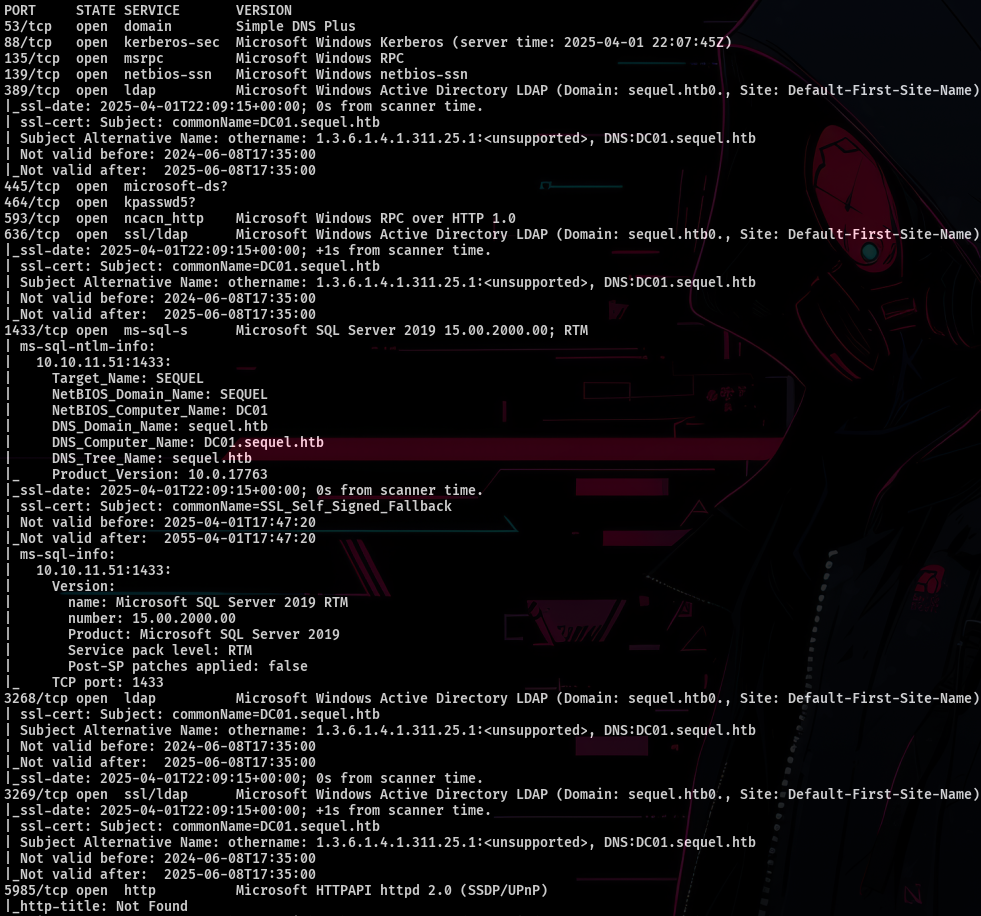 PORT     STATE SERVICE       VERSION
53/tcp   open  domain        Simple DNS Plus
88/tcp   open  kerberos-sec  Microsoft Windows Kerberos (server time: 2025-04-01 22:07:45Z)
135/tcp  open  msrpc         Microsoft Windows RPC
139/tcp  open  netbios-ssn   Microsoft Windows netbios-ssn
389/tcp  open  ldap          Microsoft Windows Active Directory LDAP (Domain: sequel.htb0., Site: Default-First-Site-Name)
|_ssl-date: 2025-04-01T22:09:15+00:00; 0s from scanner time.
| ssl-cert: Subject: commonName=DC01.sequel.htb
| Subject Alternative Name: othername: 1.3.6.1.4.1.311.25.1:<unsupported>, DNS:DC01.sequel.htb
| Not valid before: 2024-06-08T17:35:00
|_Not valid after:  2025-06-08T17:35:00
445/tcp  open  microsoft-ds?
464/tcp  open  kpasswd5?
593/tcp  open  ncacn_http    Microsoft Windows RPC over HTTP 1.0
636/tcp  open  ssl/ldap      Microsoft Windows Active Directory LDAP (Domain: sequel.htb0., Site: Default-First-Site-Name)
|_ssl-date: 2025-04-01T22:09:15+00:00; +1s from scanner time.
| ssl-cert: Subject: commonName=DC01.sequel.htb
| Subject Alternative Name: othername: 1.3.6.1.4.1.311.25.1:<unsupported>, DNS:DC01.sequel.htb
| Not valid before: 2024-06-08T17:35:00
|_Not valid after:  2025-06-08T17:35:00
1433/tcp open  ms-sql-s      Microsoft SQL Server 2019 15.00.2000.00; RTM
| ms-sql-ntlm-info:
|   10.10.11.51:1433:
|     Target_Name: SEQUEL
|     NetBIOS_Domain_Name: SEQUEL
|     NetBIOS_Computer_Name: DC01
|     DNS_Domain_Name: sequel.htb
|     DNS_Computer_Name: DC01.sequel.htb
|     DNS_Tree_Name: sequel.htb
|_    Product_Version: 10.0.17763
|_ssl-date: 2025-04-01T22:09:15+00:00; 0s from scanner time.
| ssl-cert: Subject: commonName=SSL_Self_Signed_Fallback
| Not valid before: 2025-04-01T17:47:20
|_Not valid after:  2055-04-01T17:47:20
| ms-sql-info:
|   10.10.11.51:1433:
|     Version:
|       name: Microsoft SQL Server 2019 RTM
|       number: 15.00.2000.00
|       Product: Microsoft SQL Server 2019
|       Service pack level: RTM
|       Post-SP patches applied: false
|_    TCP port: 1433
3268/tcp open  ldap          Microsoft Windows Active Directory LDAP (Domain: sequel.htb0., Site: Default-First-Site-Name)
| ssl-cert: Subject: commonName=DC01.sequel.htb
| Subject Alternative Name: othername: 1.3.6.1.4.1.311.25.1:<unsupported>, DNS:DC01.sequel.htb
| Not valid before: 2024-06-08T17:35:00
|_Not valid after:  2025-06-08T17:35:00
|_ssl-date: 2025-04-01T22:09:15+00:00; 0s from scanner time.
3269/tcp open  ssl/ldap      Microsoft Windows Active Directory LDAP (Domain: sequel.htb0., Site: Default-First-Site-Name)
|_ssl-date: 2025-04-01T22:09:15+00:00; +1s from scanner time.
| ssl-cert: Subject: commonName=DC01.sequel.htb
| Subject Alternative Name: othername: 1.3.6.1.4.1.311.25.1:<unsupported>, DNS:DC01.sequel.htb
| Not valid before: 2024-06-08T17:35:00
|_Not valid after:  2025-06-08T17:35:00
5985/tcp open  http          Microsoft HTTPAPI httpd 2.0 (SSDP/UPnP)
|_http-title: Not Found